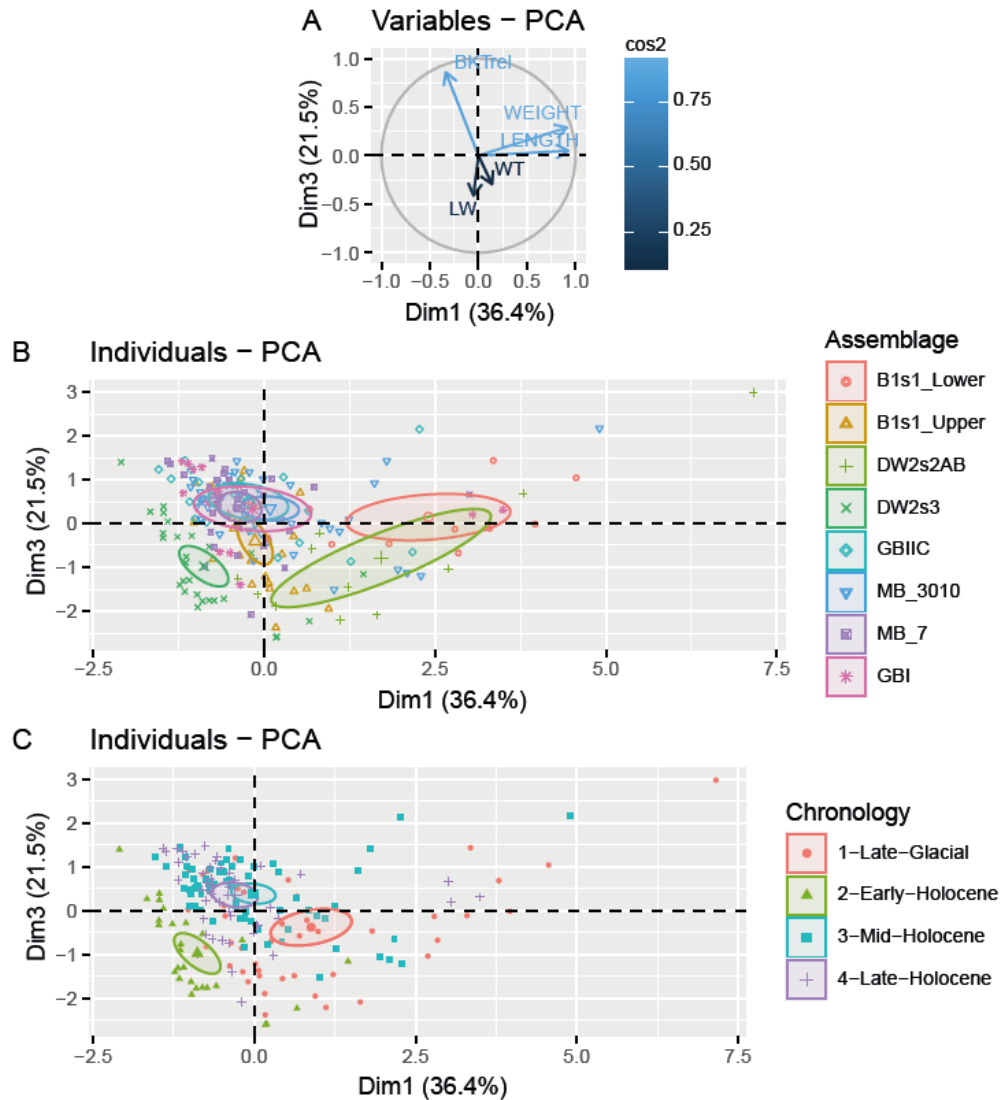 A Variables − PCA
cos2
BKTrel
WEIGHT
LENGTH
WT
LW
1.0
0.5
0.0
−0.5
−1.0
Dim3 (21.5%)
−1.0 −0.5 0.0 0.5 1.0
Dim1 (36.4%)
0.75
0.50
0.25
B Individuals − PCA
3
2
1
0
−1
−2
Dim3 (21.5%)
−2.5 0.0 2.5 5.0 7.5
Dim1 (36.4%)
Assemblage
B1s1_Lower
B1s1_Upper
DW2s2AB
DW2s3
GBIIC
MB_3010
MB_7
GBI
C Individuals − PCA
3
2
1
0
−1
−2
Dim3 (21.5%)
−2.5 0.0 2.5 5.0 7.5
Dim1 (36.4%)
Chronology
1−Late−Glacial
2−Early−Holocene
3−Mid−Holocene
4−Late−Holocene